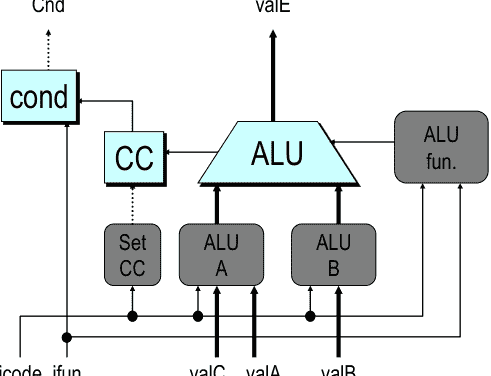 Cnd
valE
cond
CC
ALU
ALU
fun.
Set
CC
ALU
A
ALU
B
icode ifun
valC valA
valB